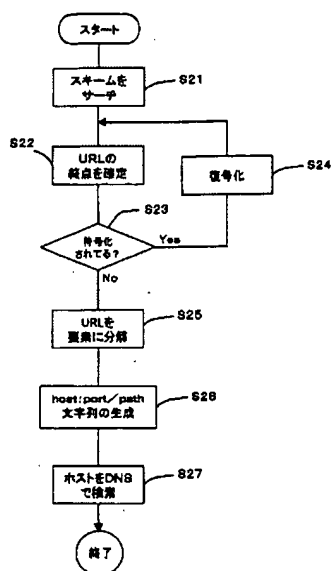 スタート
スキームを
サーチ
S21
S22
URLの
終点を確定
S24
復号化
S23
符号化
されてる?
Yes
No
URLを
要素に分解
S25
host:port/path
文字列の生成
S26
ホストをDNS
で検索
S27
終了